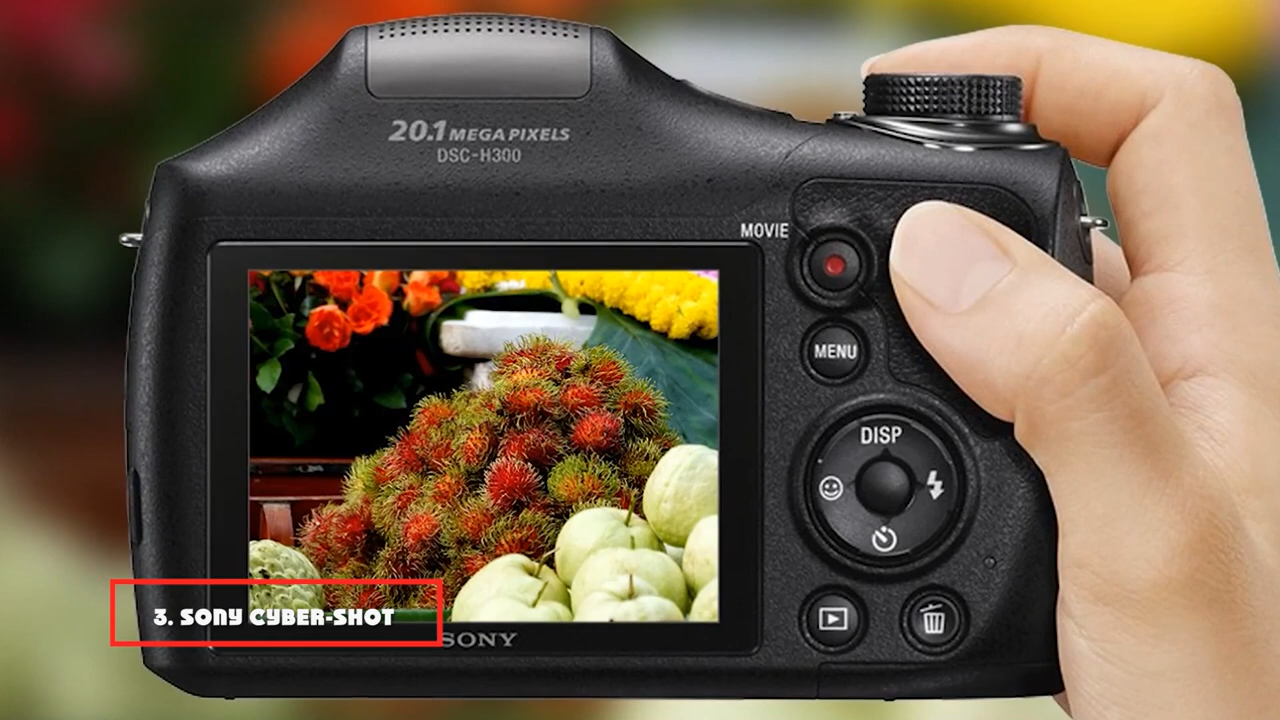 20.1 MEGA PIXELS
DSC-H300
MOVIE
MENU
DISP
3. SONY CYBER-SHOT
SONY